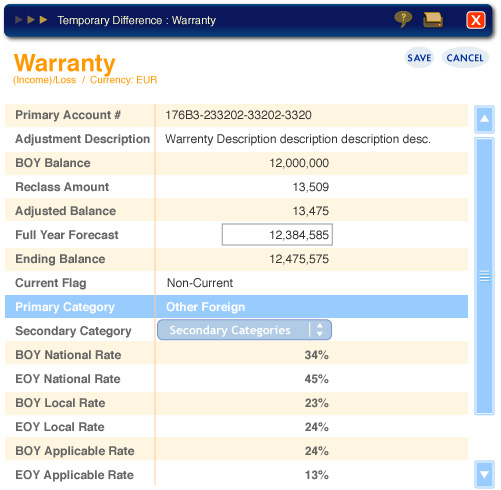 Temporary Difference : Warranty
?
X
Warranty
(Income)/Loss / Currency: EUR
SAVE
CANCEL
Primary Account # 176B3-233202-33202-3320
Adjustment Description Warrenty Description description description desc.
BOY Balance 12,000,000
Reclass Amount 13,509
Adjusted Balance 13,475
Full Year Forecast 12,384,585
Ending Balance 12,475,575
Current Flag Non-Current
Primary Category Other Foreign
Secondary Category Secondary Categories
BOY National Rate 34%
EOY National Rate 45%
BOY Local Rate 23%
EOY Local Rate 24%
BOY Applicable Rate 24%
EOY Applicable Rate 13%